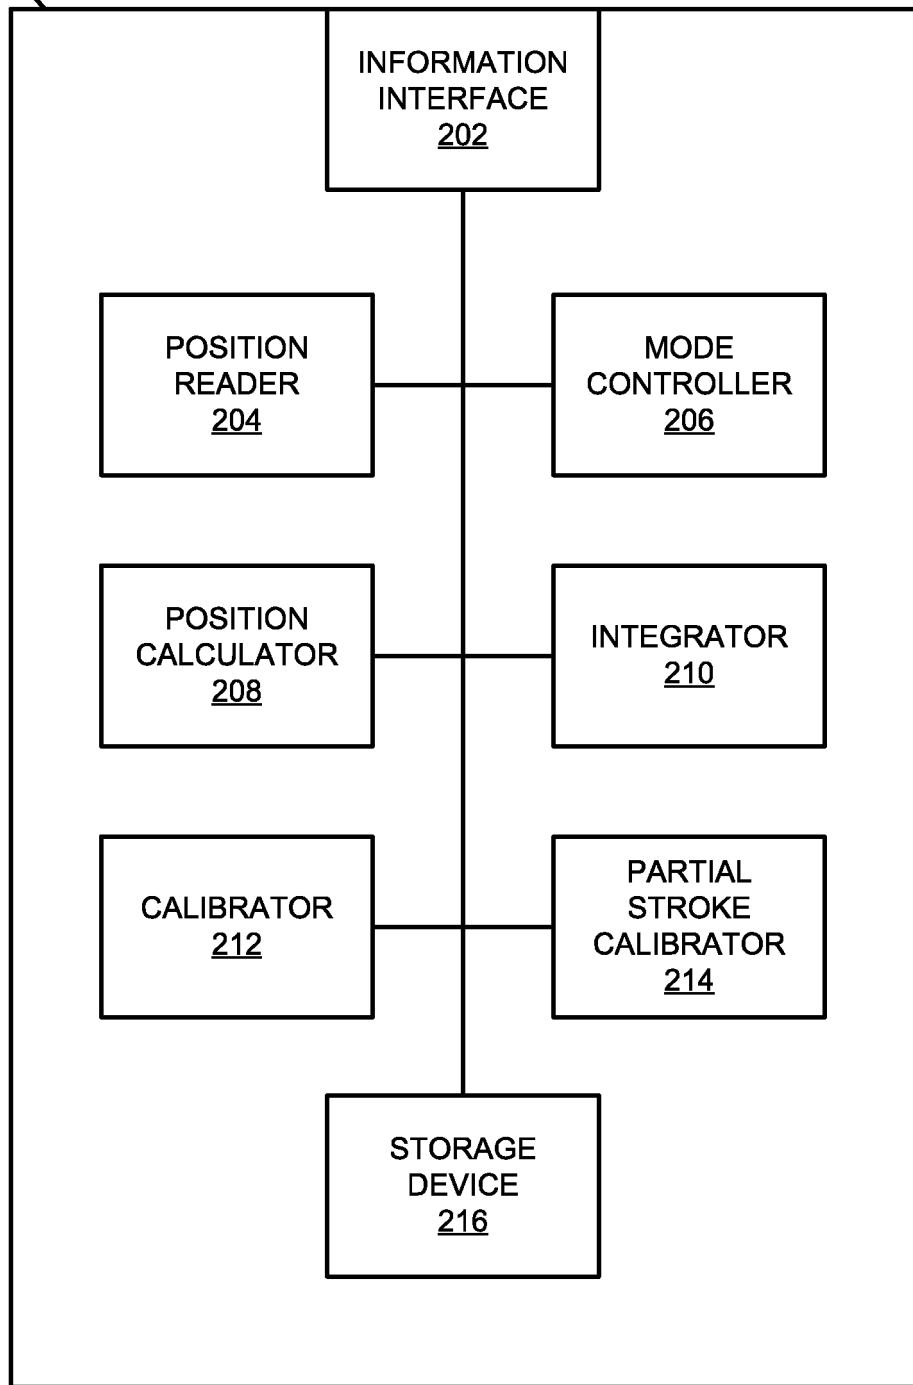 INFORMATION
INTERFACE
202
POSITION
READER
204
MODE
CONTROLLER
206
POSITION
CALCULATOR
208
INTEGRATOR
210
CALIBRATOR
212
PARTIAL
STROKE
CALIBRATOR
214
STORAGE
DEVICE
216